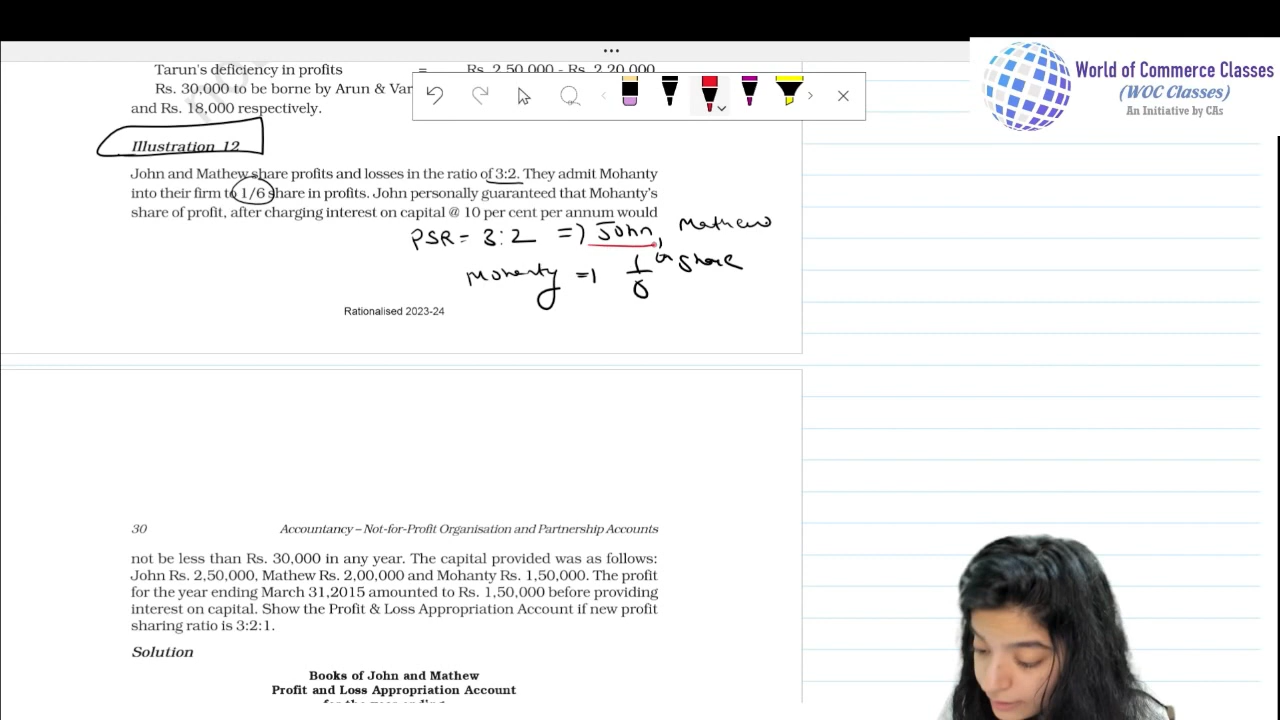 World of Commerce Classes
(WOC Classes)
An Initiative by CAs
Tarun's deficiency in profits = Rs. 2,50,000 - Rs. 2,20,000
Rs. 30,000 to be borne by Arun & Var
and Rs. 18,000 respectively.
Illustration 12
John and Mathew share profits and losses in the ratio of 3:2. They admit Mohanty
into their firm to 1/6 share in profits. John personally guaranteed that Mohanty's
share of profit, after charging interest on capital @ 10 per cent per annum would
PSR = 3:2 => John, Mathew
Mohanty => 1/6 share
Rationalised 2023-24
30 Accountancy – Not-for-Profit Organisation and Partnership Accounts
not be less than Rs. 30,000 in any year. The capital provided was as follows:
John Rs. 2,50,000, Mathew Rs. 2,00,000 and Mohanty Rs. 1,50,000. The profit
for the year ending March 31,2015 amounted to Rs. 1,50,000 before providing
interest on capital. Show the Profit & Loss Appropriation Account if new profit
sharing ratio is 3:2:1.
Solution
Books of John and Mathew
Profit and Loss Appropriation Account
for the year ending